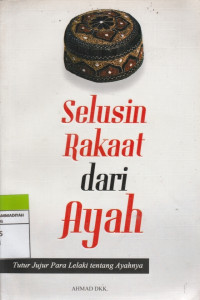 Selusin
Rakaat
dari
Ayah
Tutur Jujur Para Lelaki tentang Ayahnya
AHMAD DKK.